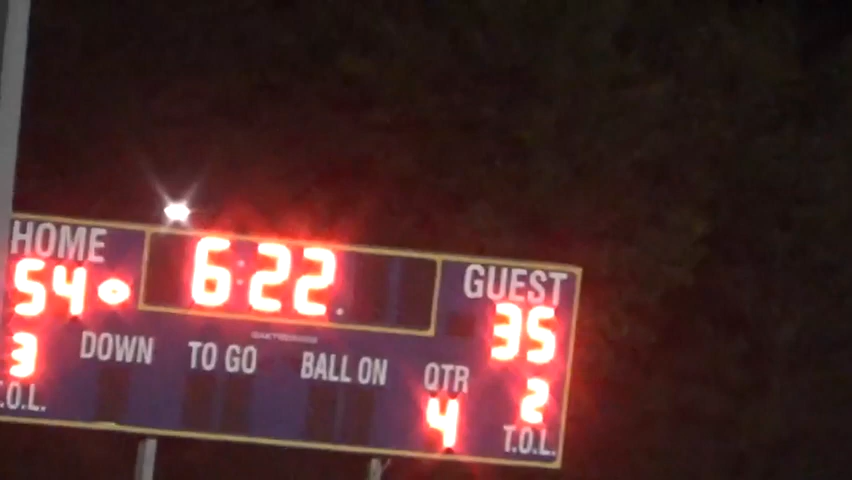 HOME 6:22 GUEST
54 35
3 DOWN TO GO BALL ON QTR 2
T.O.L. 4 T.O.L.